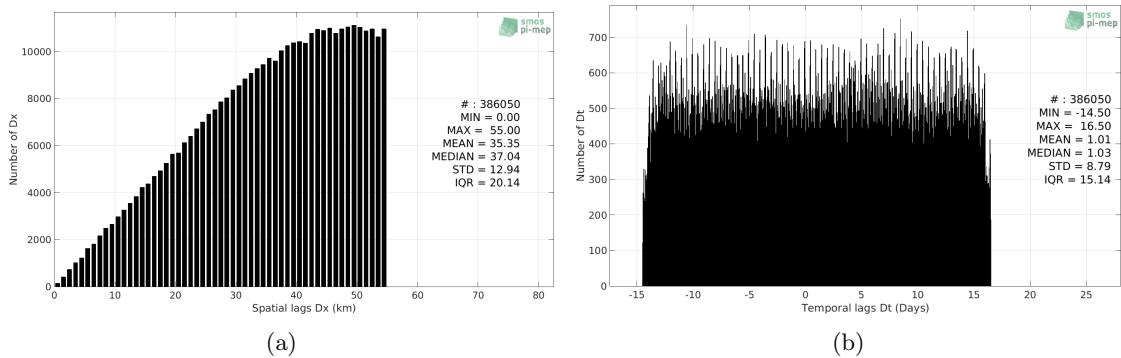 smos
pi-mep
10000
8000
6000
4000
2000
0
Number of Dx
# : 386050
MIN = 0.00
MAX = 55.00
MEAN = 35.35
MEDIAN = 37.04
STD = 12.94
IQR = 20.14
0 10 20 30 40 50 60 70 80
Spatial lags Dx (km)
(a)
smos
pi-mep
700
600
500
400
300
200
100
0
Number of Dt
# : 386050
MIN = -14.50
MAX = 16.50
MEAN = 1.01
MEDIAN = 1.03
STD = 8.79
IQR = 15.14
-15 -10 -5 0 5 10 15 20 25
Temporal lags Dt (Days)
(b)